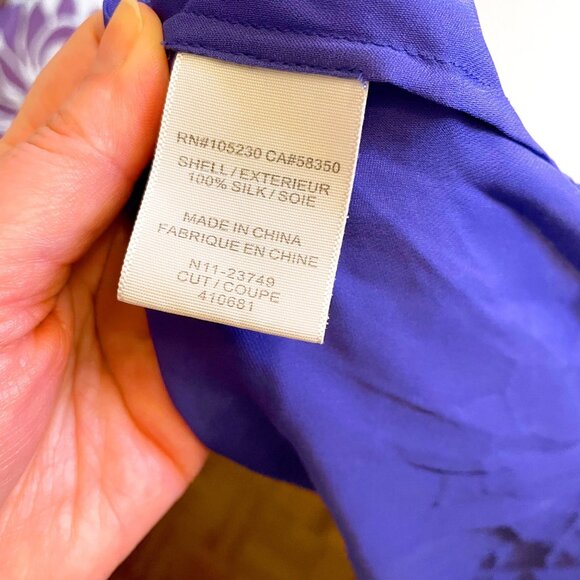 RN#105230 CA#58350
SHELL / EXTERIEUR
100% SILK / SOIE
MADE IN CHINA
FABRIQUE EN CHINE
N11-23749
CUT / COUPE
410681